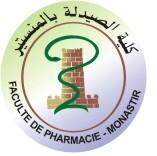 كلية الصيدلة بالمنستير
FACULTE DE PHARMACIE - MONASTIR